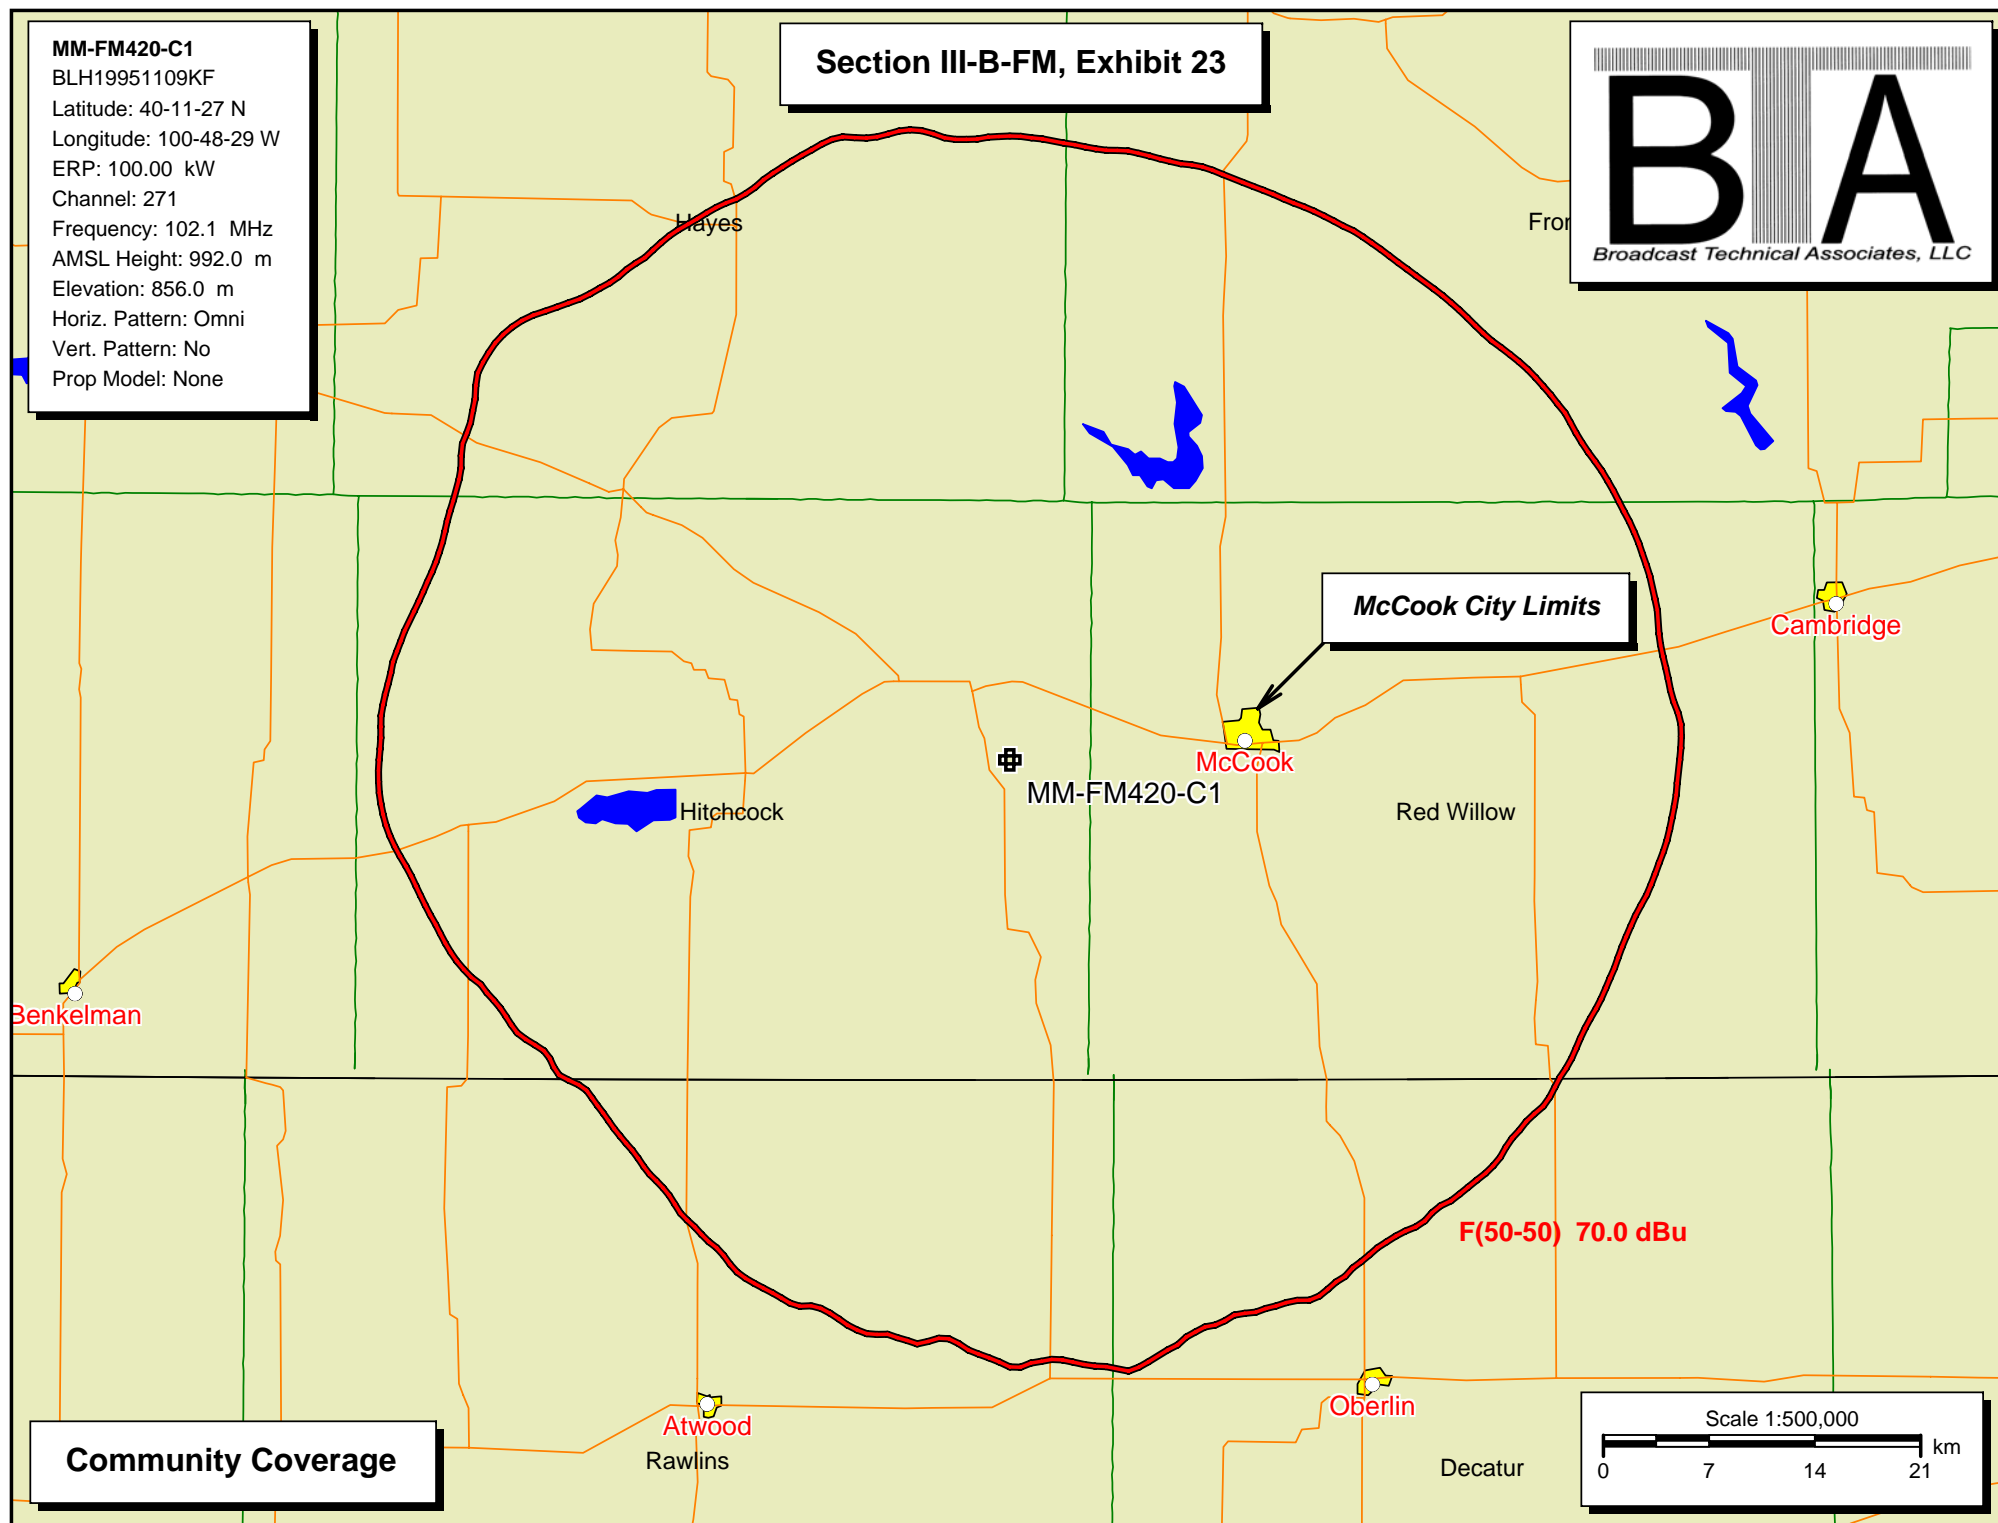 MM-FM420-C1
BLH19951109KF
Latitude: 40-11-27 N
Longitude: 100-48-29 W
ERP: 100.00 kW
Channel: 271
Frequency: 102.1 MHz
AMSL Height: 992.0 m
Elevation: 856.0 m
Horiz. Pattern: Omni
Vert. Pattern: No
Prop Model: None
Section III-B-FM, Exhibit 23
BTA
Broadcast Technical Associates, LLC
Hayes
Fron
McCook City Limits
Cambridge
McCook
MM-FM420-C1
Hitchcock
Red Willow
Benkelman
F(50-50) 70.0 dBu
Atwood
Oberlin
Rawlins
Decatur
Community Coverage
Scale 1:500,000
km
0 7 14 21